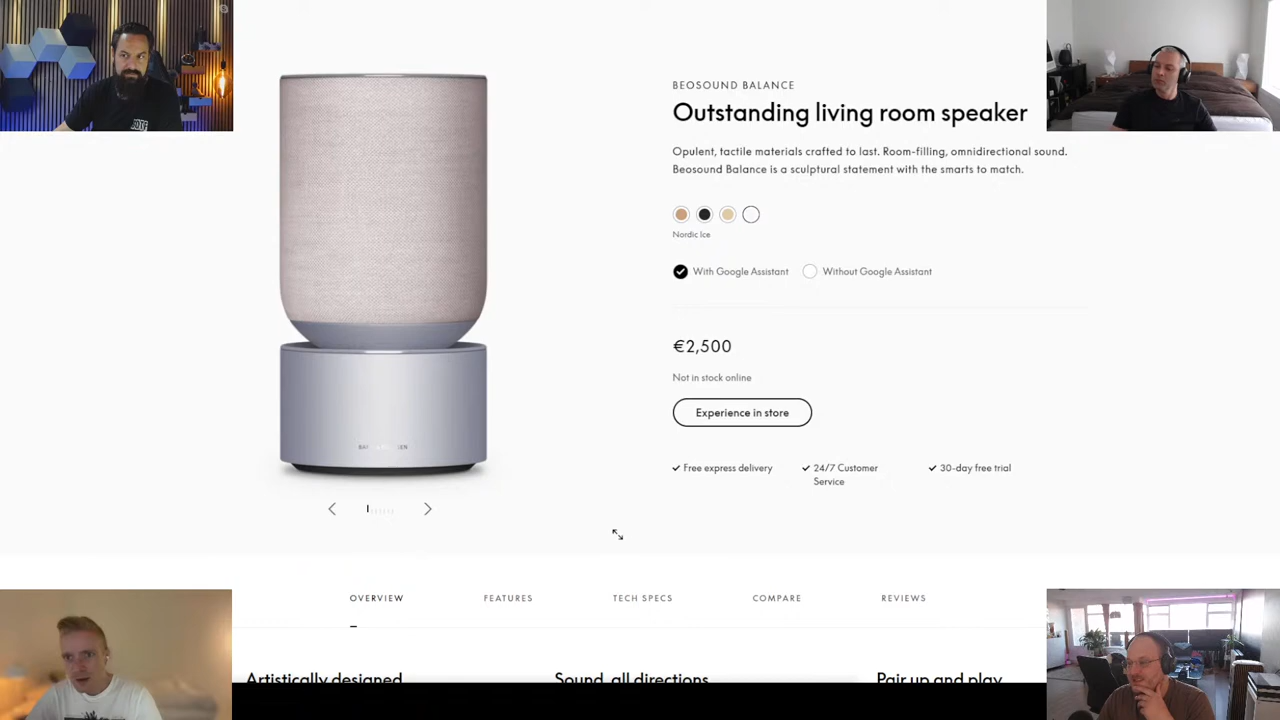 BEOSOUND BALANCE
Outstanding living room speaker
Opulent, tactile materials crafted to last. Room-filling, omnidirectional sound.
Beosound Balance is a sculptural statement with the smarts to match.
Nordic Ice
With Google Assistant
Without Google Assistant
€2,500
Not in stock online
Experience in store
Free express delivery
24/7 Customer
Service
30-day free trial
OVERVIEW
FEATURES
TECH SPECS
COMPARE
REVIEWS
Artistically designed
Sound, all directions
Pair up and play